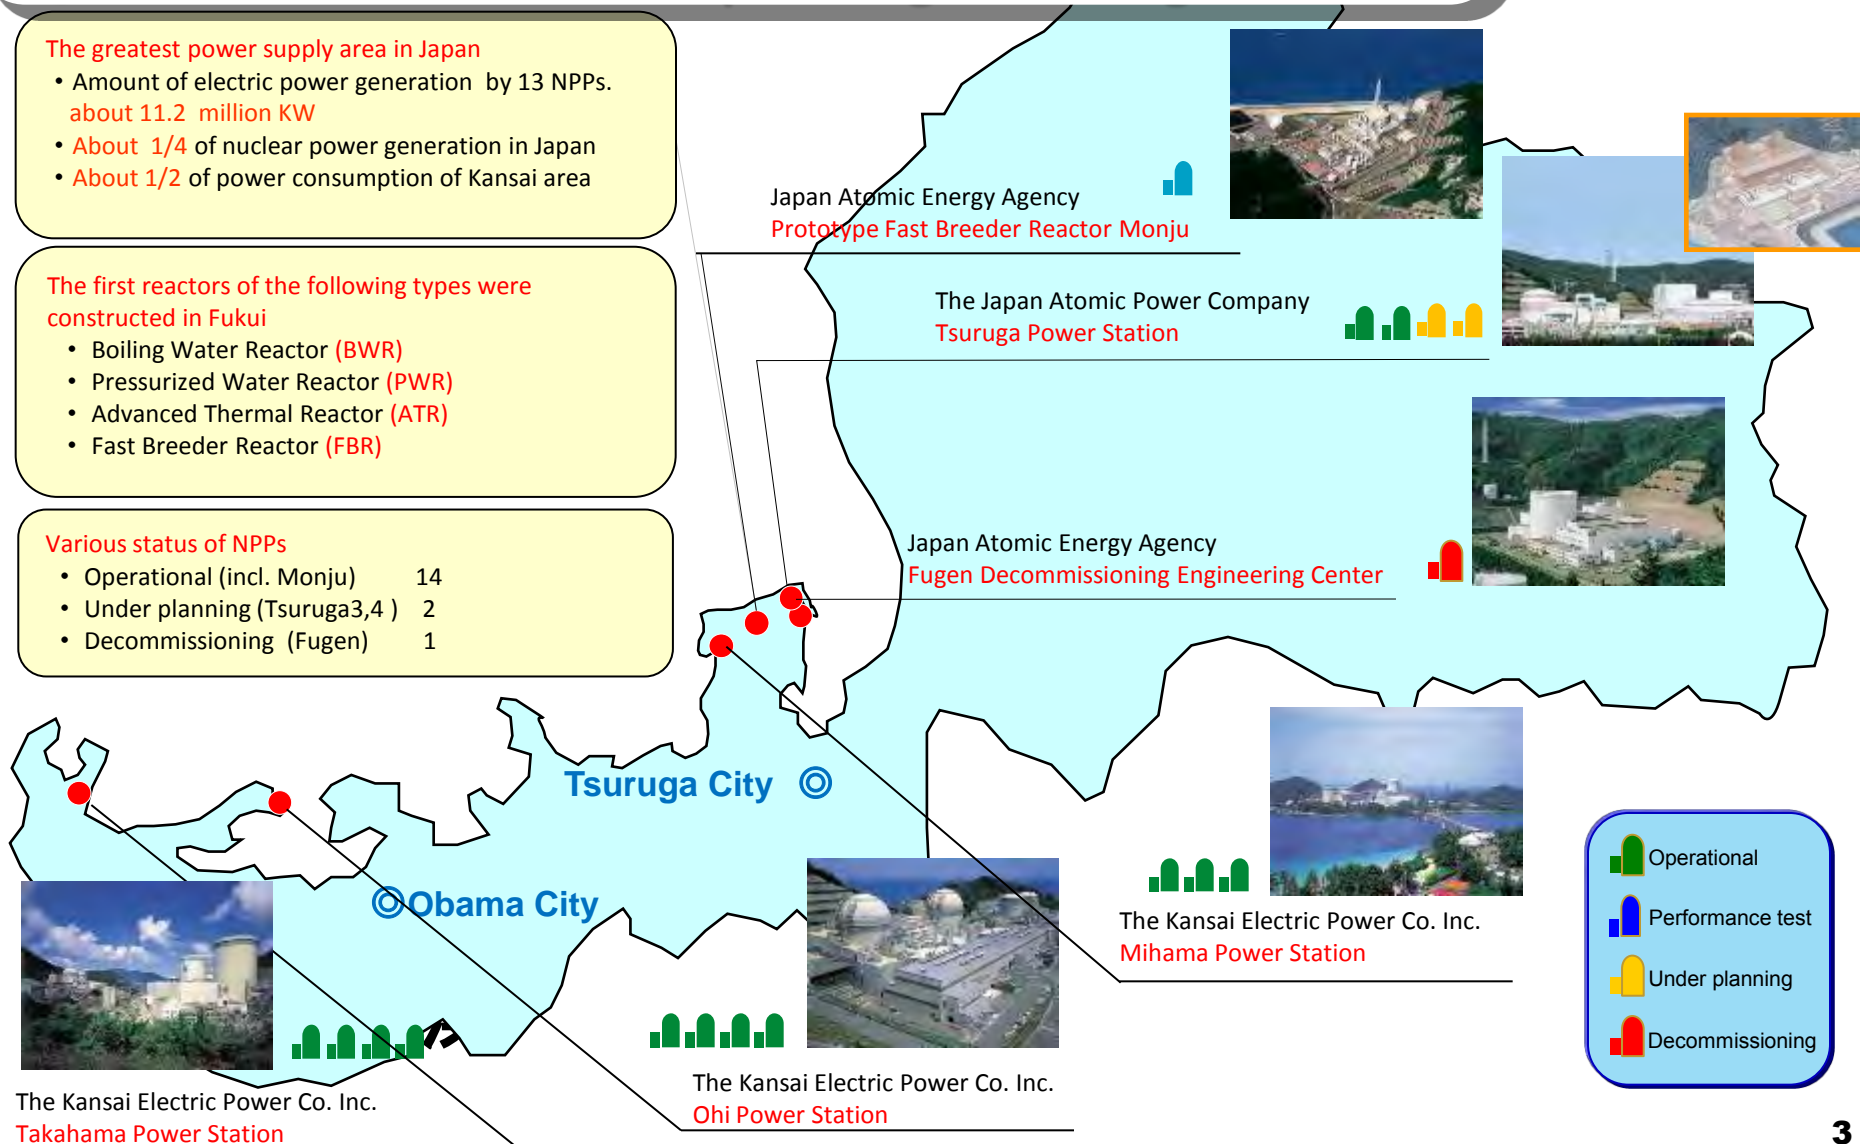 The greatest power supply area in Japan
• Amount of electric power generation by 13 NPPs.
about 11.2 million KW
• About 1/4 of nuclear power generation in Japan
• About 1/2 of power consumption of Kansai area
The first reactors of the following types were
constructed in Fukui
• Boiling Water Reactor (BWR)
• Pressurized Water Reactor (PWR)
• Advanced Thermal Reactor (ATR)
• Fast Breeder Reactor (FBR)
Various status of NPPs
• Operational (incl. Monju) 14
• Under planning (Tsuruga3,4 ) 2
• Decommissioning (Fugen) 1
Japan Atomic Energy Agency
Prototype Fast Breeder Reactor Monju
The Japan Atomic Power Company
Tsuruga Power Station
Japan Atomic Energy Agency
Fugen Decommissioning Engineering Center
Tsuruga City
Obama City
The Kansai Electric Power Co. Inc.
Mihama Power Station
The Kansai Electric Power Co. Inc.
Ohi Power Station
The Kansai Electric Power Co. Inc.
Takahama Power Station
Operational
Performance test
Under planning
Decommissioning
3